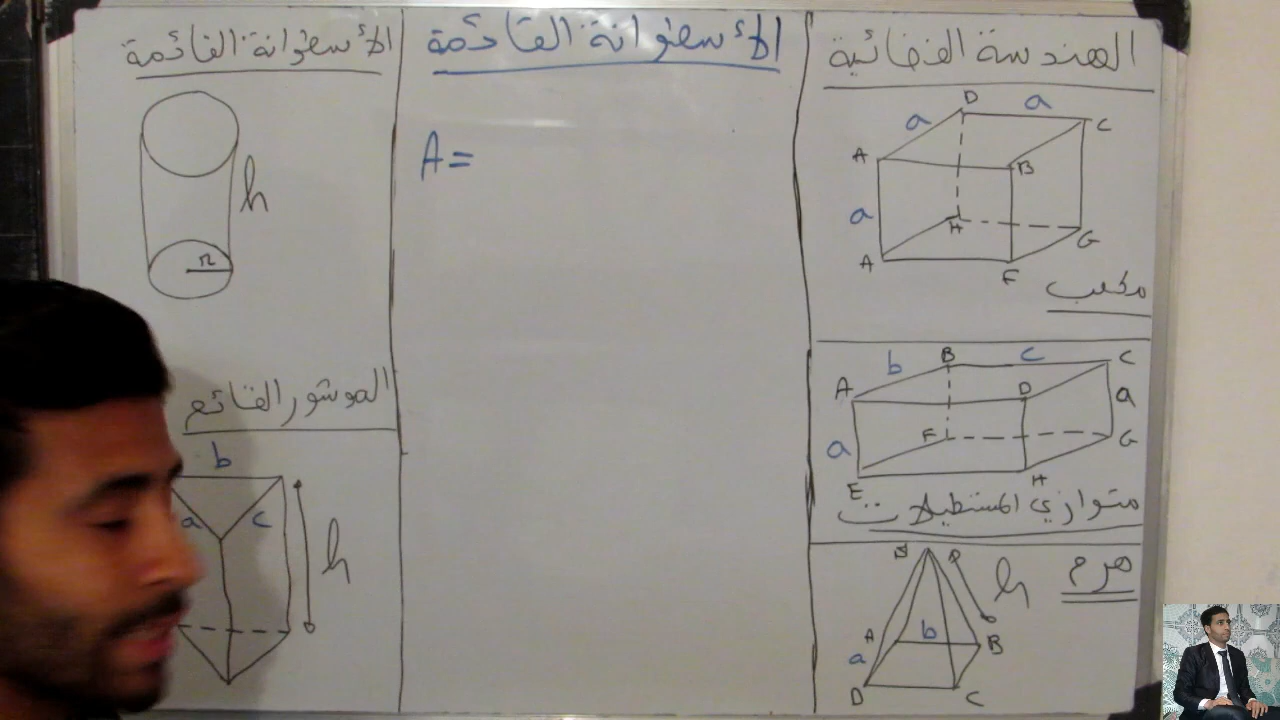 الهندسة الفضائية
D a
a C
A B
a
H G
A
F
مكعب
b B c C
A D a
a F G
E H
متوازي المستطيلات
هرم
h
A b B
a
D C
الأسطوانة القائمة
A=
الأسطوانة القائمة
h
r
الموشور القائم
b
a c
h